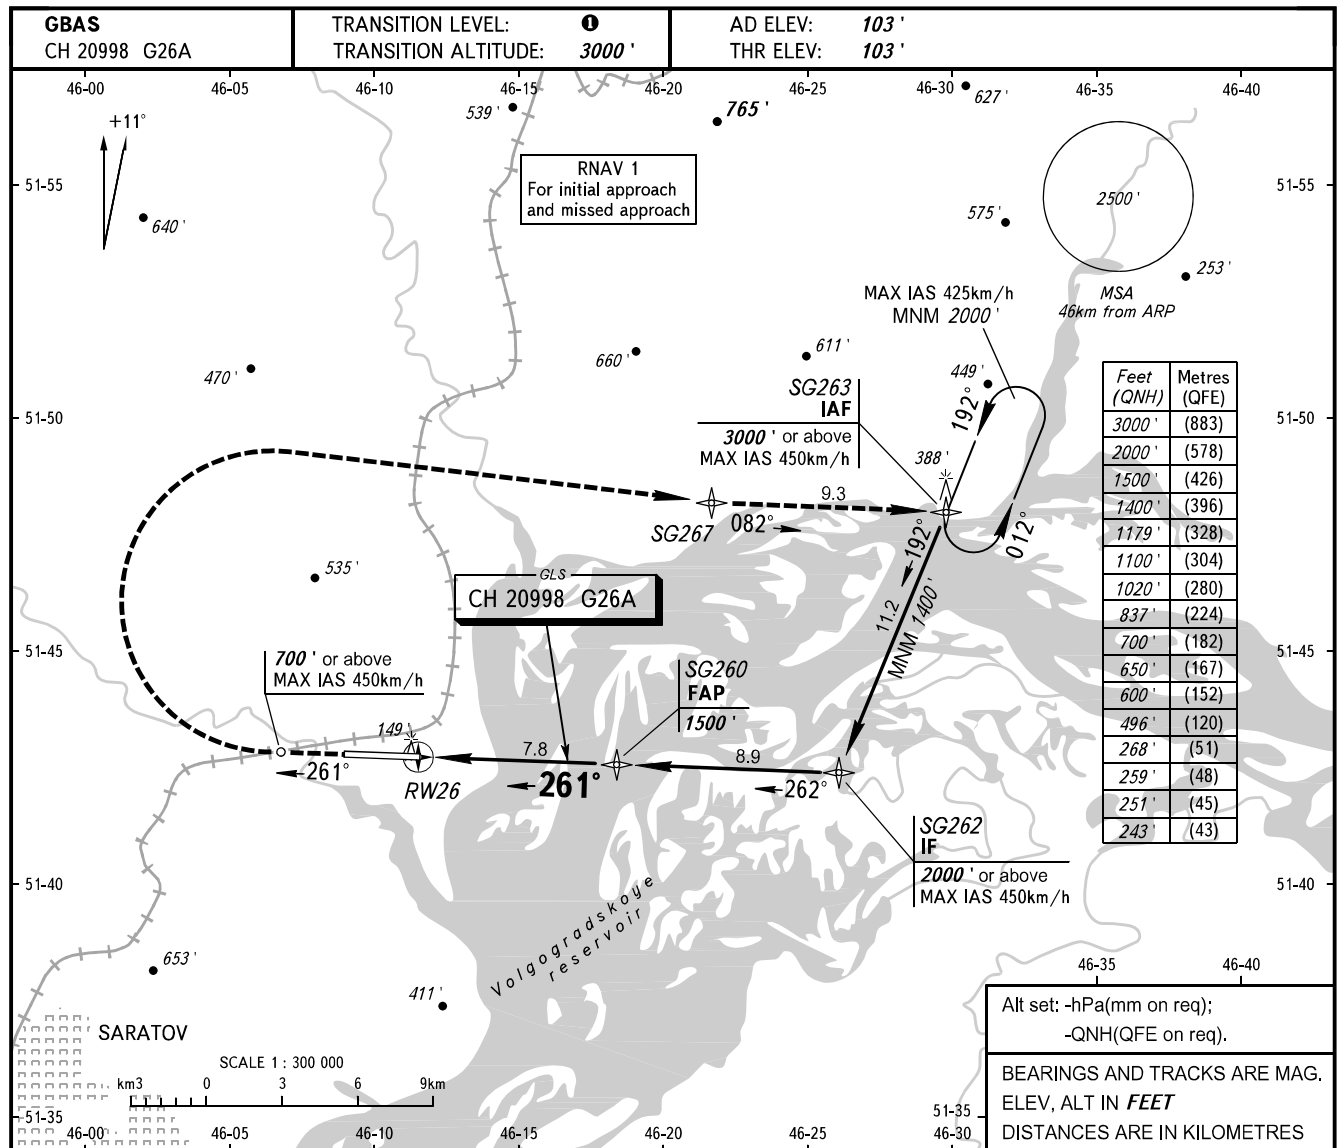 GBAS
CH 20998 G26A
TRANSITION LEVEL: ❶
TRANSITION ALTITUDE: 3000 '
AD ELEV: 103 '
THR ELEV: 103 '
46-00 46-05 46-10 46-15 46-20 46-25 46-30 46-35 46-40
+11°
539 '
765 '
627 '
RNAV 1
For initial approach
and missed approach
51-55
51-55
640 '
575 '
2500 '
253 '
MSA
46km from ARP
MAX IAS 425km/h
MNM 2000 '
470 '
660 '
611 '
449 '
SG263
IAF
3000 ' or above
MAX IAS 450km/h
192°
012°
388 '
51-50
51-50
Feet (QNH) Metres (QFE)
3000 ' (883)
2000 ' (578)
1500 ' (426)
1400 ' (396)
1179 ' (328)
1100 ' (304)
1020 ' (280)
837 ' (224)
700 ' (182)
650 ' (167)
600 ' (152)
496 ' (120)
268 ' (51)
259 ' (48)
251 ' (45)
243 ' (43)
9.3
SG267
082°
192°
11.2
MNM 1400 '
535 '
GLS
CH 20998 G26A
51-45
51-45
700 ' or above
MAX IAS 450km/h
SG260
FAP
1500 '
149 '
261°
RW26
7.8
261°
8.9
262°
SG262
IF
2000 ' or above
MAX IAS 450km/h
51-40
51-40
Volgogradskoye
reservoir
653 '
411 '
46-35 46-40
SARATOV
SCALE 1 : 300 000
km3 0 3 6 9km
51-35
51-35
46-00 46-05 46-10 46-15 46-20 46-25 46-30
Alt set: -hPa(mm on req);
-QNH(QFE on req).
BEARINGS AND TRACKS ARE MAG.
ELEV, ALT IN FEET
DISTANCES ARE IN KILOMETRES